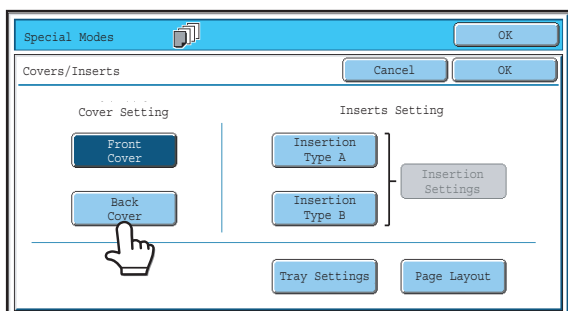 Special Modes
OK
Covers/Inserts
Cancel
OK
Cover Setting
Inserts Setting
Front
Cover
Insertion
Type A
Insertion
Settings
Back
Cover
Insertion
Type B
Tray Settings
Page Layout